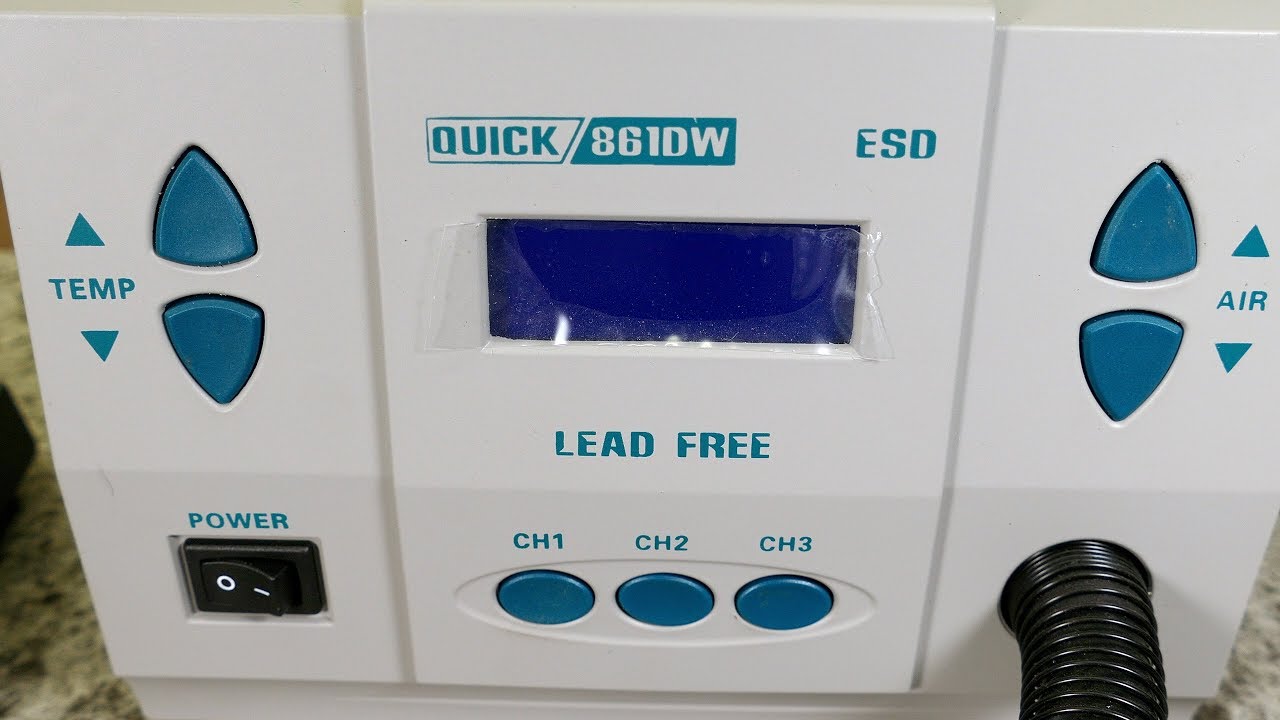 QUICK/861DW
ESD
▲
TEMP
▼
▲
AIR
▼
LEAD FREE
POWER
O I
CH1 CH2 CH3